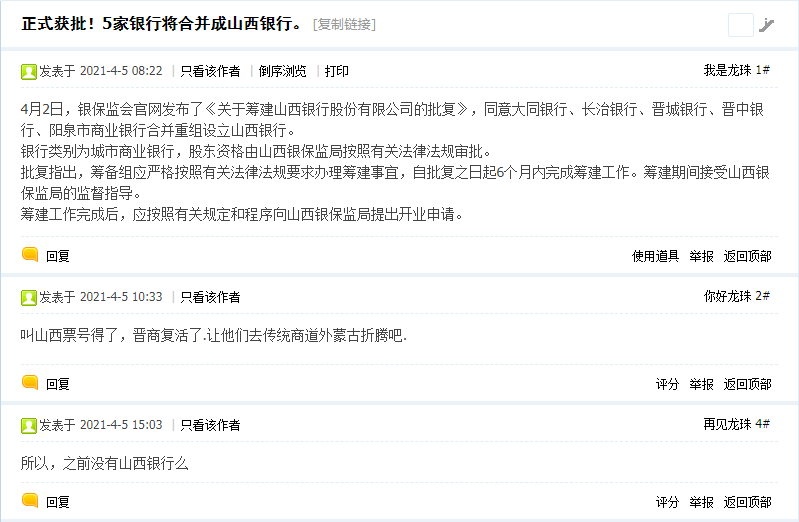 正式获批！5家银行将合并成山西银行。 [复制链接]
发表于 2021-4-5 08:22 | 只看该作者 | 倒序浏览 | 打印 我是龙珠 1#
4月2日，银保监会官网发布了《关于筹建山西银行股份有限公司的批复》，同意大同银行、长治银行、晋城银行、晋中银
行、阳泉市商业银行合并重组设立山西银行。
银行类别为城市商业银行，股东资格由山西银保监局按照有关法律法规审批。
批复指出，筹备组应严格按照有关法律法规要求办理筹建事宜，自批复之日起6个月内完成筹建工作。筹建期间接受山西银
保监局的监督指导。
筹建工作完成后，应按照有关规定和程序向山西银保监局提出开业申请。
回复 使用道具 举报 返回顶部
发表于 2021-4-5 10:33 | 只看该作者 你好龙珠 2#
叫山西票号得了，晋商复活了.让他们去传统商道外蒙古折腾吧.
回复 评分 举报 返回顶部
发表于 2021-4-5 15:03 | 只看该作者 再见龙珠 4#
所以，之前没有山西银行么
回复 评分 举报 返回顶部